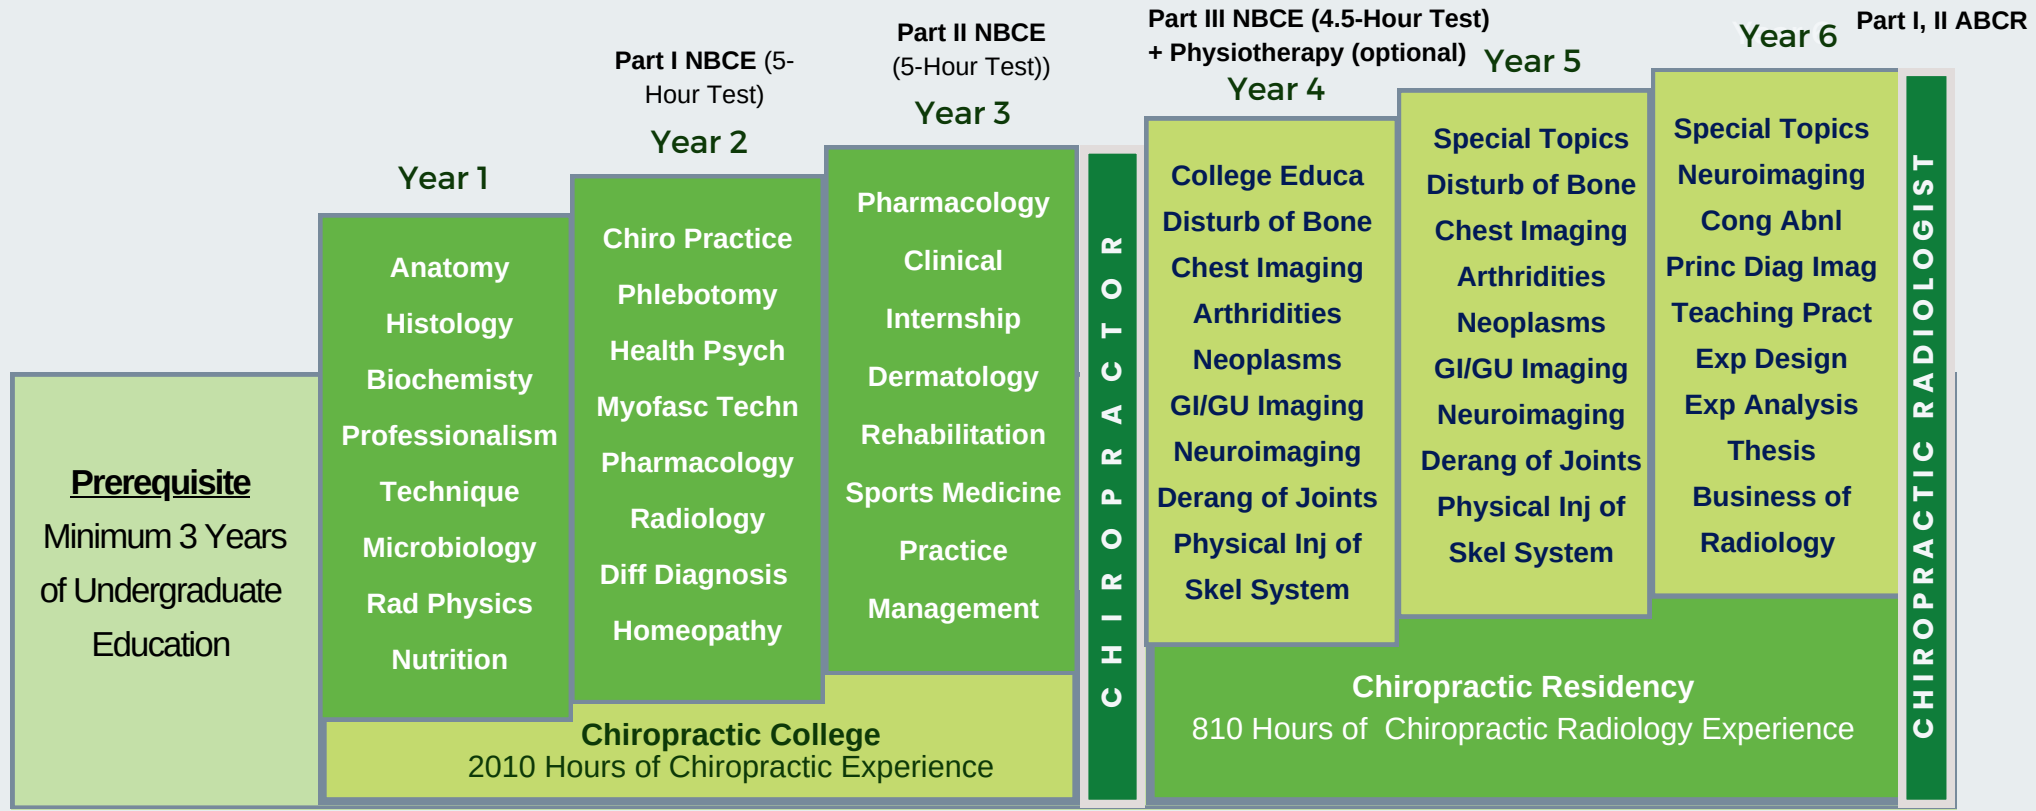 Prerequisite
Minimum 3 Years
of Undergraduate
Education
Year 1
Anatomy
Histology
Biochemisty
Professionalism
Technique
Microbiology
Rad Physics
Nutrition
Part I NBCE (5-
Hour Test)
Year 2
Chiro Practice
Phlebotomy
Health Psych
Myofasc Techn
Pharmacology
Radiology
Diff Diagnosis
Homeopathy
Part II NBCE
(5-Hour Test))
Year 3
Pharmacology
Clinical
Internship
Dermatology
Rehabilitation
Sports Medicine
Practice
Management
Chiropractic College
2010 Hours of Chiropractic Experience
CHIROPRACTOR
Part III NBCE (4.5-Hour Test)
+ Physiotherapy (optional)
Year 4
College Educa
Disturb of Bone
Chest Imaging
Arthridities
Neoplasms
GI/GU Imaging
Neuroimaging
Derang of Joints
Physical Inj of
Skel System
Year 5
Special Topics
Disturb of Bone
Chest Imaging
Arthridities
Neoplasms
GI/GU Imaging
Neuroimaging
Derang of Joints
Physical Inj of
Skel System
Year 6
Special Topics
Neuroimaging
Cong Abnl
Princ Diag Imag
Teaching Pract
Exp Design
Exp Analysis
Thesis
Business of
Radiology
Chiropractic Residency
810 Hours of Chiropractic Radiology Experience
Part I, II ABCR
CHIROPRACTIC RADIOLOGIST